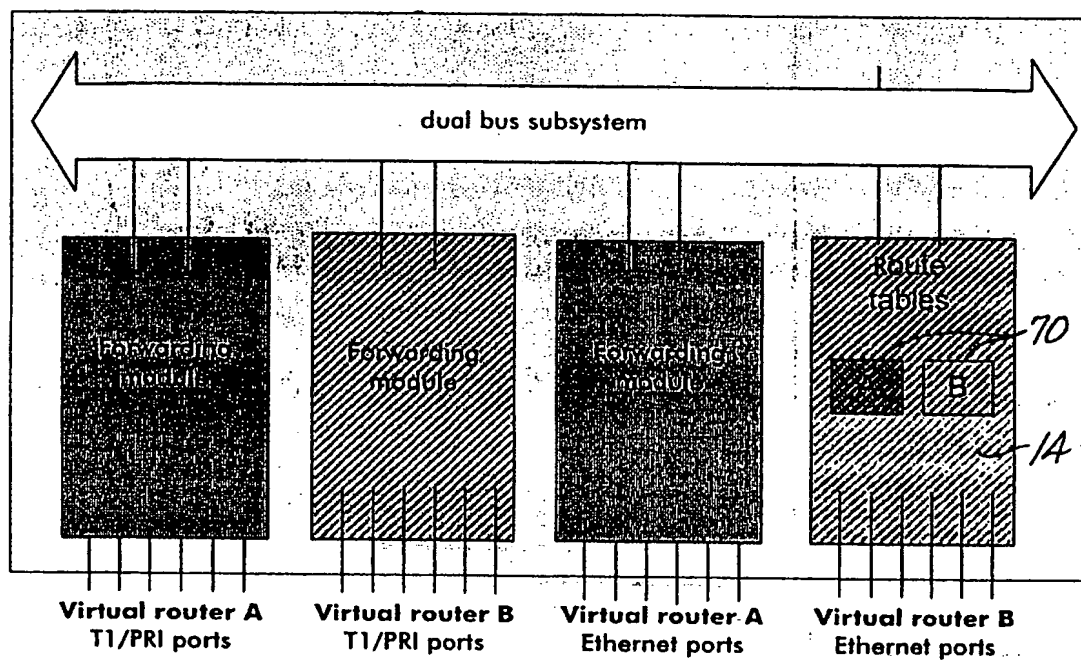 dual bus subsystem
Forwarding
module
Forwarding
module
Forwarding
module
Route
tables
70
B
14
Virtual router A
T1/PRI ports
Virtual router B
T1/PRI ports
Virtual router A
Ethernet ports
Virtual router B
Ethernet ports